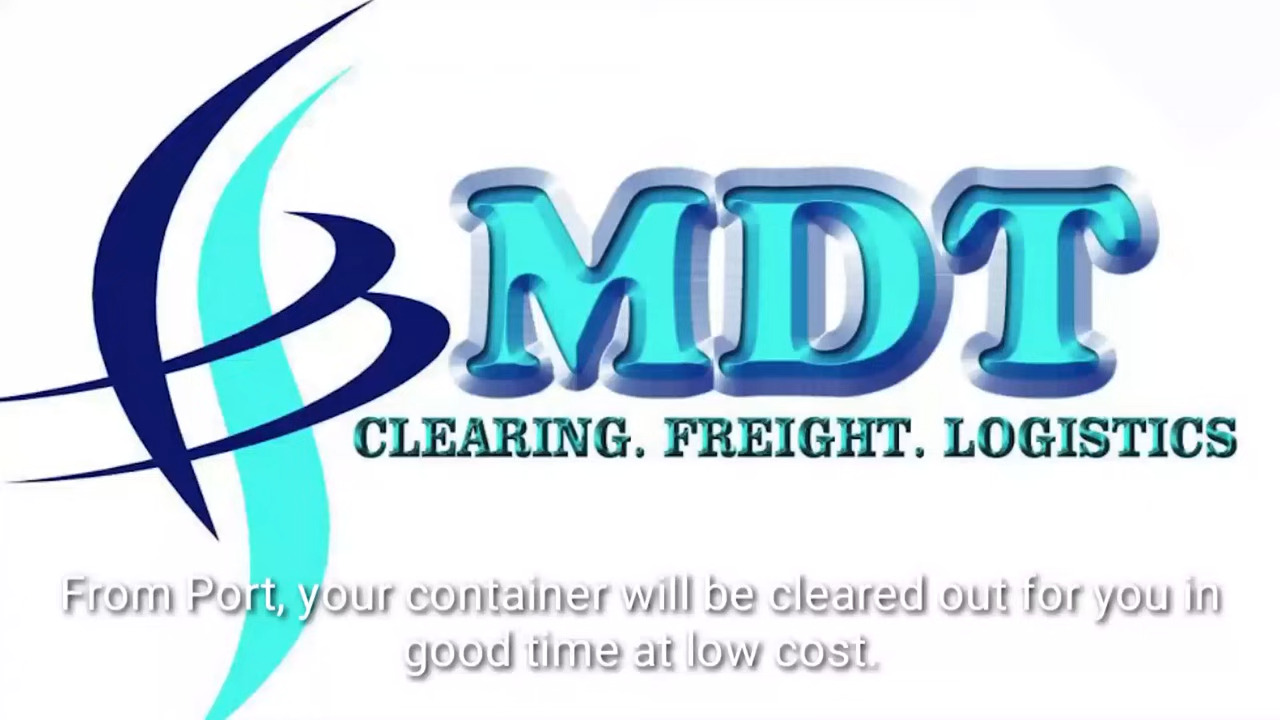 MDT
CLEARING. FREIGHT. LOGISTICS
From Port, your container will be cleared out for you in
good time at low cost.